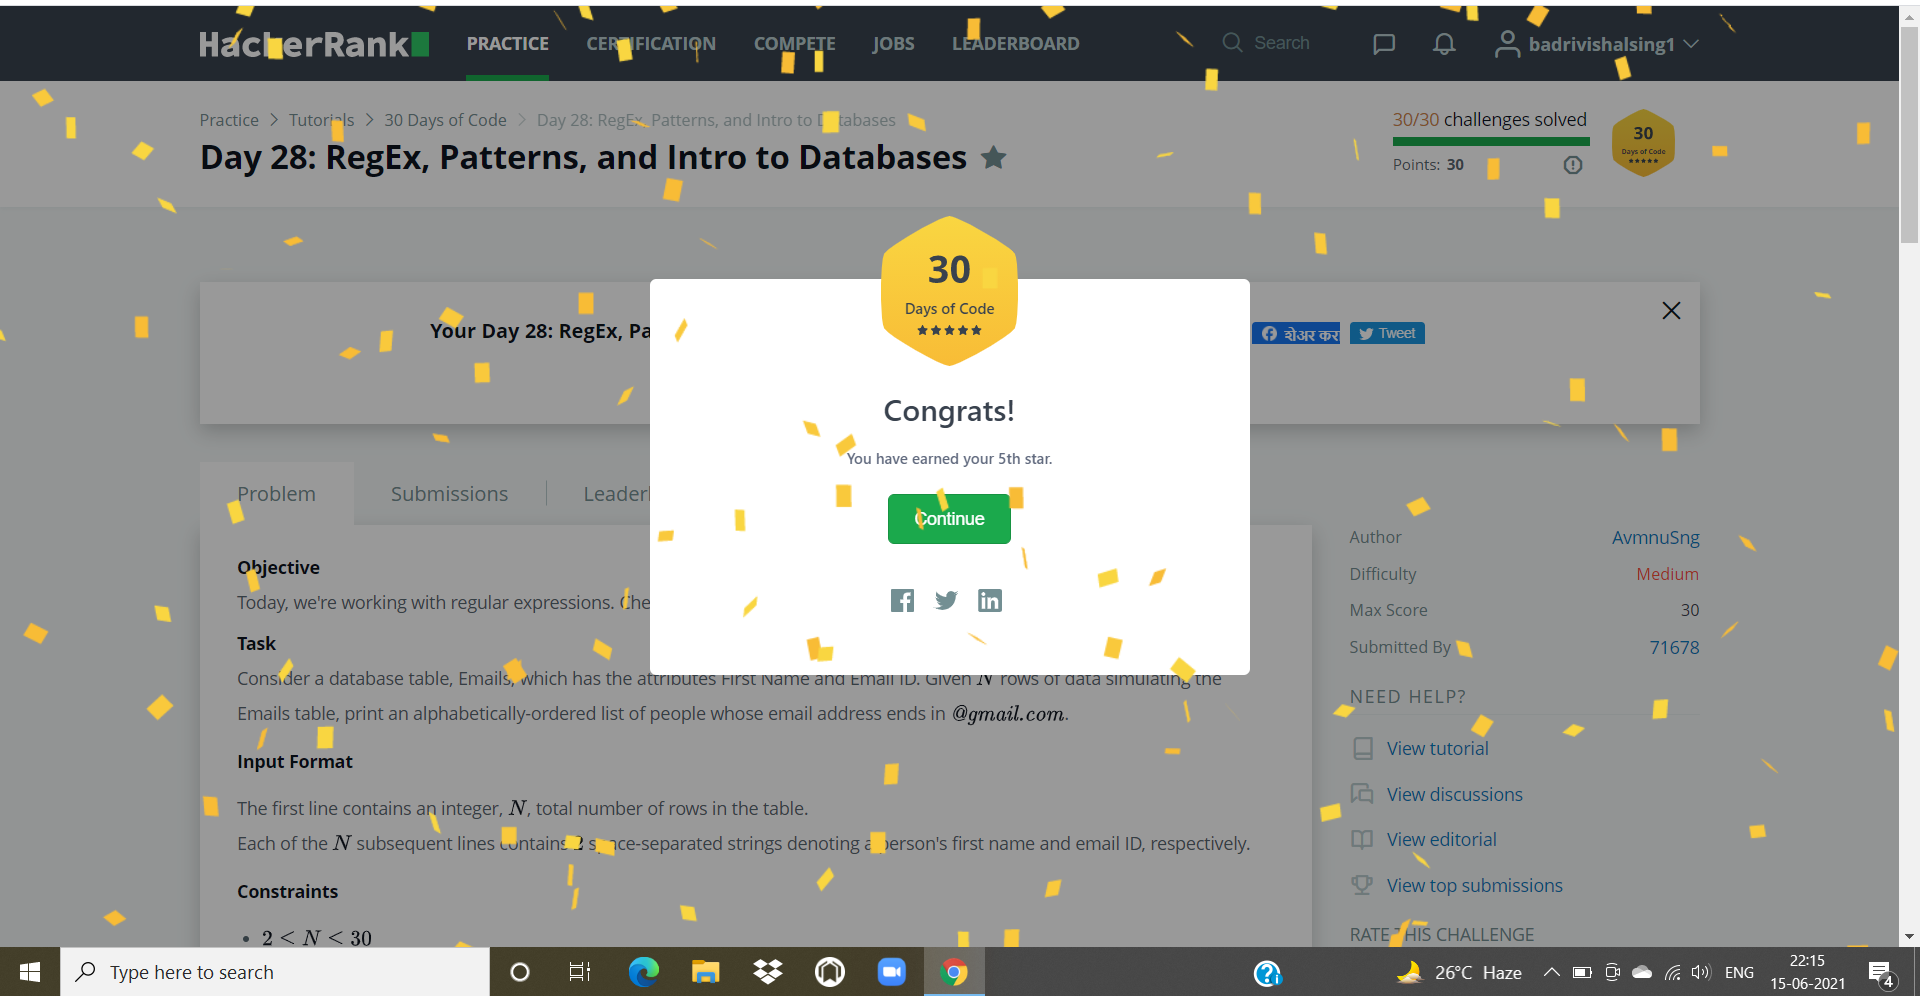 HackerRank
PRACTICE CERTIFICATION COMPETE JOBS LEADERBOARD Search badrivishalsing1
Practice > Tutorials > 30 Days of Code > Day 28: RegEx, Patterns, and Intro to Databases
30/30 challenges solved
Day 28: RegEx, Patterns, and Intro to Databases
Points: 30
30
Days of Code
30
Days of Code
Your Day 28: RegEx, Pa
शेअर कर
Tweet
Congrats!
You have earned your 5th star.
Continue
Problem Submissions Leaderl
Objective
Today, we're working with regular expressions. Che
Task
Consider a database table, Emails, which has the attributes First Name and Email ID. Given N rows of data simulating the
Emails table, print an alphabetically-ordered list of people whose email address ends in @gmail.com.
Input Format
The first line contains an integer, N, total number of rows in the table.
Each of the N subsequent lines contains 2 space-separated strings denoting a person's first name and email ID, respectively.
Constraints
• 2 < N < 30
Author AvmnuSng
Difficulty Medium
Max Score 30
Submitted By 71678
NEED HELP?
View tutorial
View discussions
View editorial
View top submissions
RATE THIS CHALLENGE
Type here to search
26°C Haze
ENG
22:15
15-06-2021
4